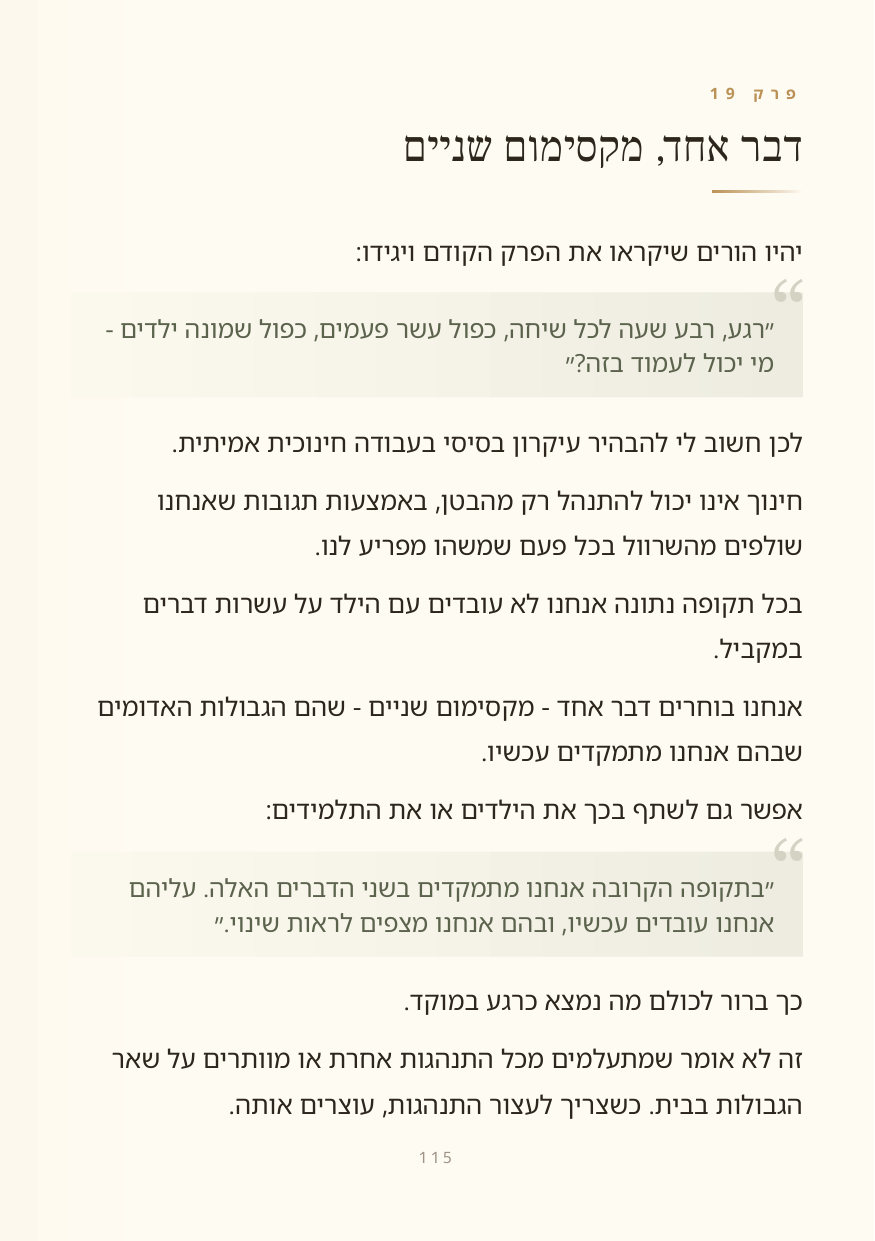 פרק 19
דבר אחד, מקסימום שניים
יהיו הורים שיקראו את הפרק הקודם ויגידו:
״רגע, רבע שעה לכל שיחה, כפול עשר פעמים, כפול שמונה ילדים -
מי יכול לעמוד בזה?״
לכן חשוב לי להבהיר עיקרון בסיסי בעבודה חינוכית אמיתית.
חינוך אינו יכול להתנהל רק מהבטן, באמצעות תגובות שאנחנו
שולפים מהשרוול בכל פעם שמשהו מפריע לנו.
בכל תקופה נתונה אנחנו לא עובדים עם הילד על עשרות דברים
במקביל.
אנחנו בוחרים דבר אחד - מקסימום שניים - שהם הגבולות האדומים
שבהם אנחנו מתמקדים עכשיו.
אפשר גם לשתף בכך את הילדים או את התלמידים:
״בתקופה הקרובה אנחנו מתמקדים בשני הדברים האלה. עליהם
אנחנו עובדים עכשיו, ובהם אנחנו מצפים לראות שינוי.״
כך ברור לכולם מה נמצא כרגע במוקד.
זה לא אומר שמתעלמים מכל התנהגות אחרת או מוותרים על שאר
הגבולות בבית. כשצריך לעצור התנהגות, עוצרים אותה.
115